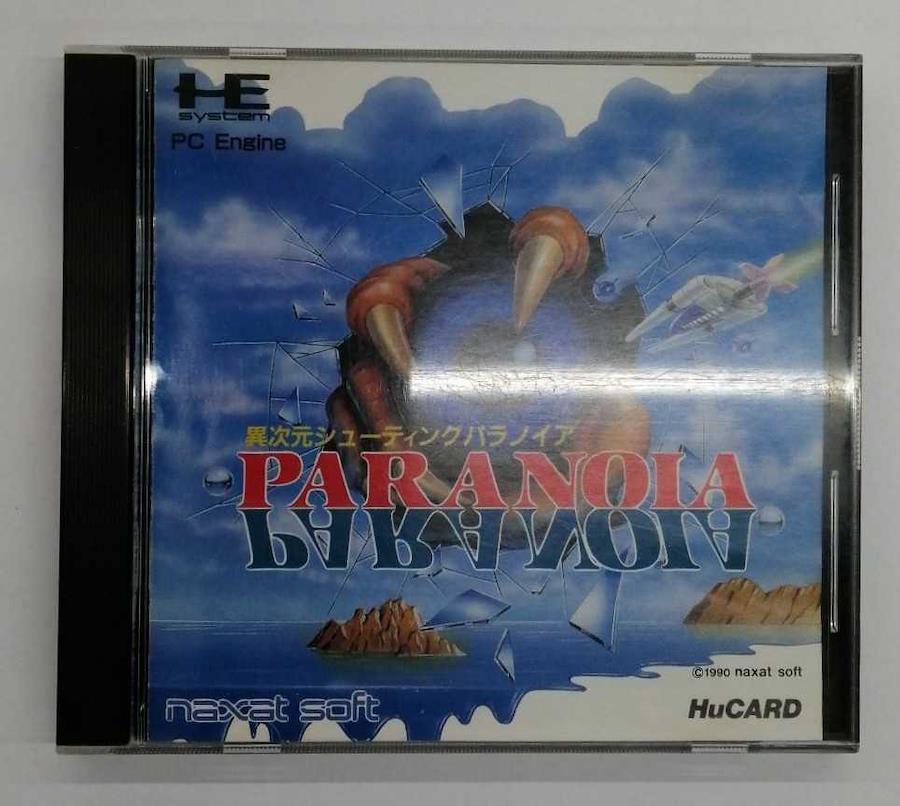 HE
system
PC Engine
異次元シューティングパラノイア
PARANOIA
PARANOIA
©1990 naxat soft
naxat soft
HuCARD